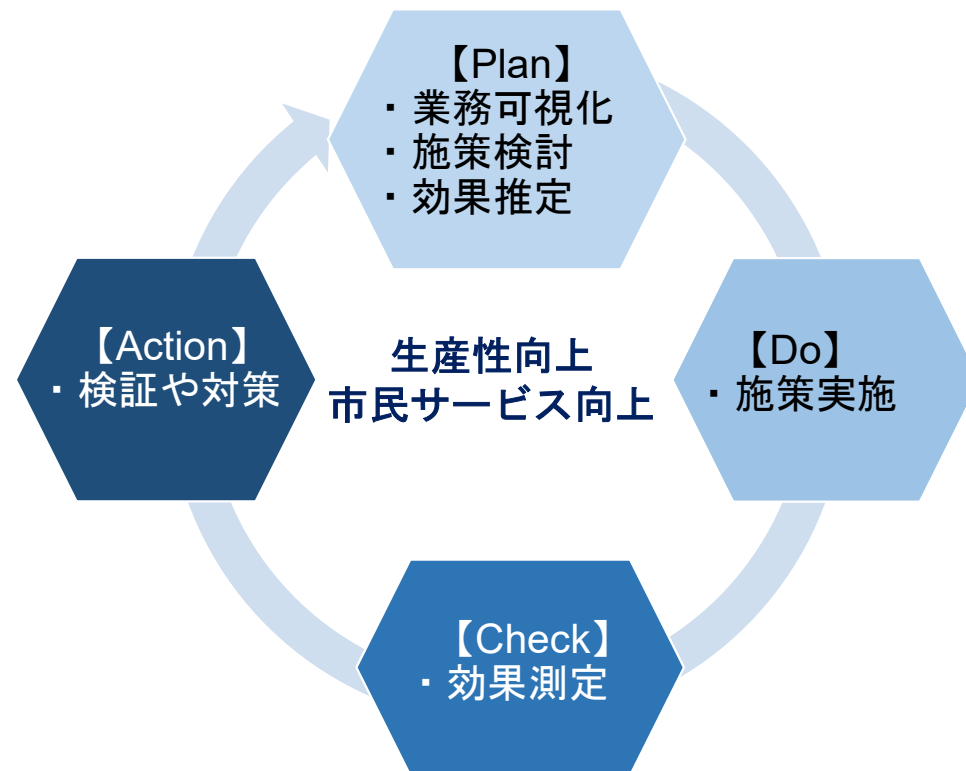 【Plan】
・業務可視化
・施策検討
・効果推定
【Action】
・検証や対策
生産性向上
市民サービス向上
【Do】
・施策実施
【Check】
・効果測定